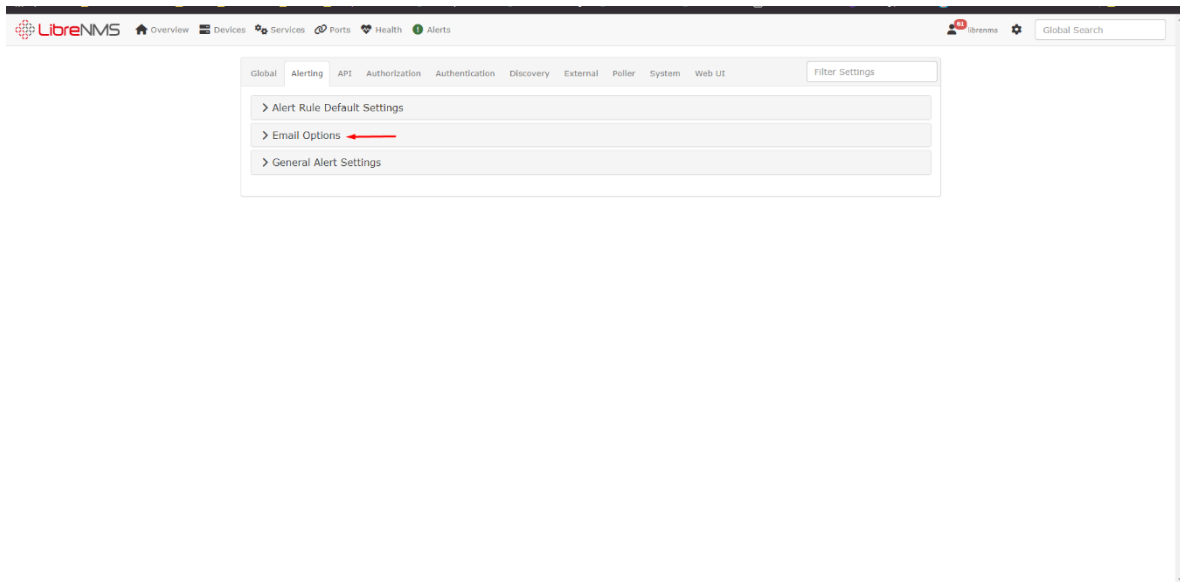 LibreNMS Overview Devices Services Ports Health Alerts 61 librenms Global Search
Global Alerting API Authorization Authentication Discovery External Poller System Web UI Filter Settings
Alert Rule Default Settings
Email Options
General Alert Settings